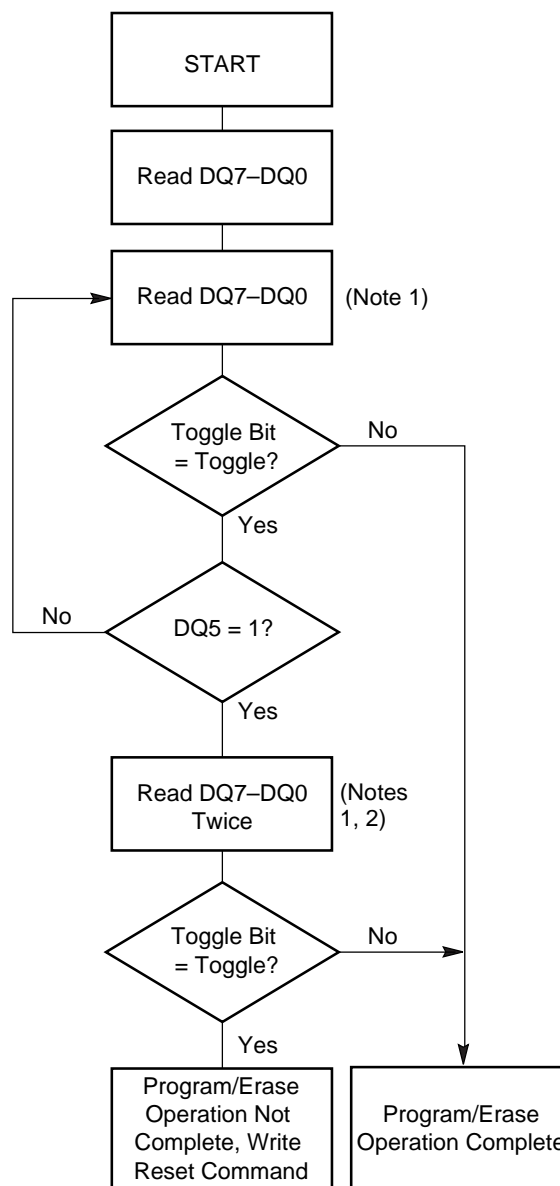 START
Read DQ7–DQ0
Read DQ7–DQ0
(Note 1)
Toggle Bit
= Toggle?
No
Yes
No
DQ5 = 1?
Yes
Read DQ7–DQ0
Twice
(Notes
1, 2)
Toggle Bit
= Toggle?
No
Yes
Program/Erase
Operation Not
Complete, Write
Reset Command
Program/Erase
Operation Complete